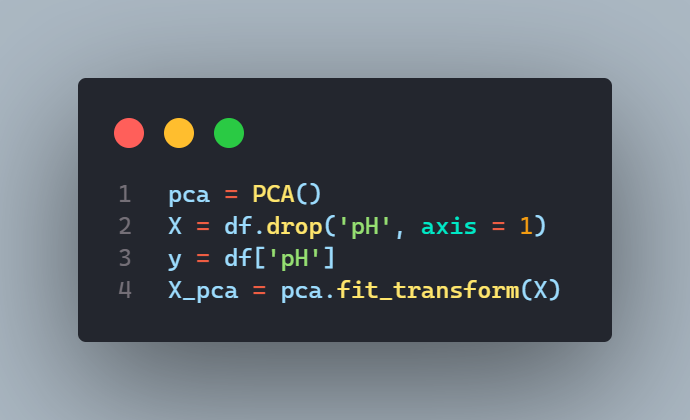 1 pca = PCA()
2 X = df.drop('pH', axis = 1)
3 y = df['pH']
4 X_pca = pca.fit_transform(X)